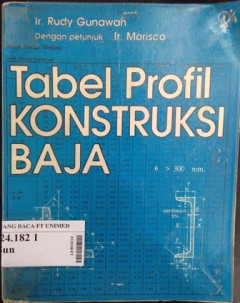 Ir. Rudy Gunawan
Dengan petunjuk Ir. Morisco
Tabel Profil
KONSTRUKSI
BAJA
h > 300 mm.
ANG BACA FT UNIMED
24.182 1
un